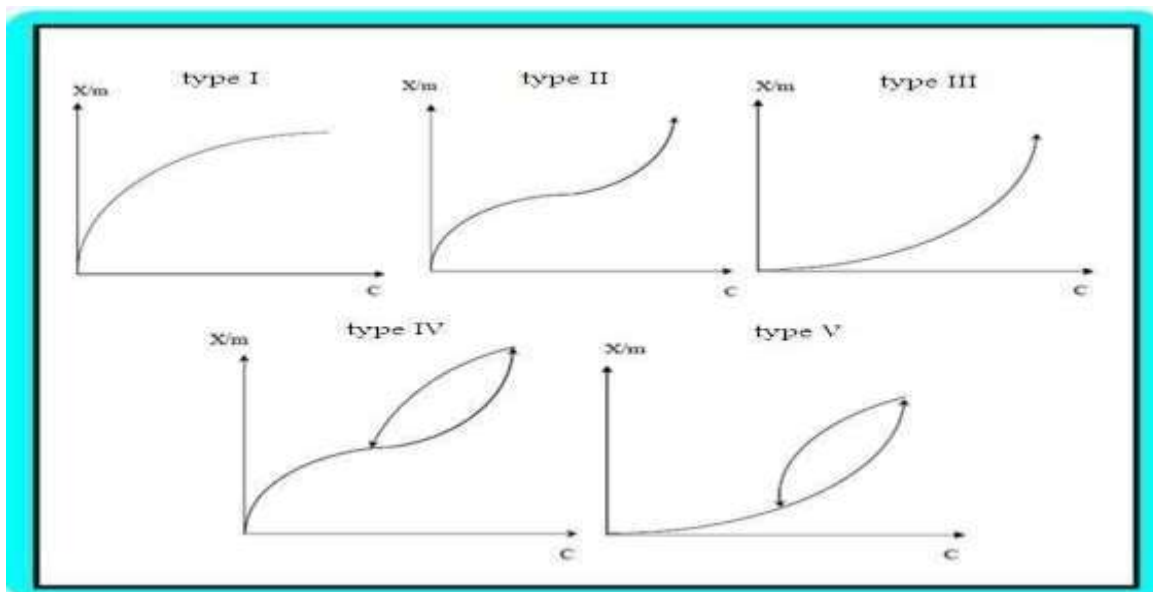 type I
X/m
C
type II
X/m
C
type III
X/m
C
type IV
X/m
C
type V
X/m
C